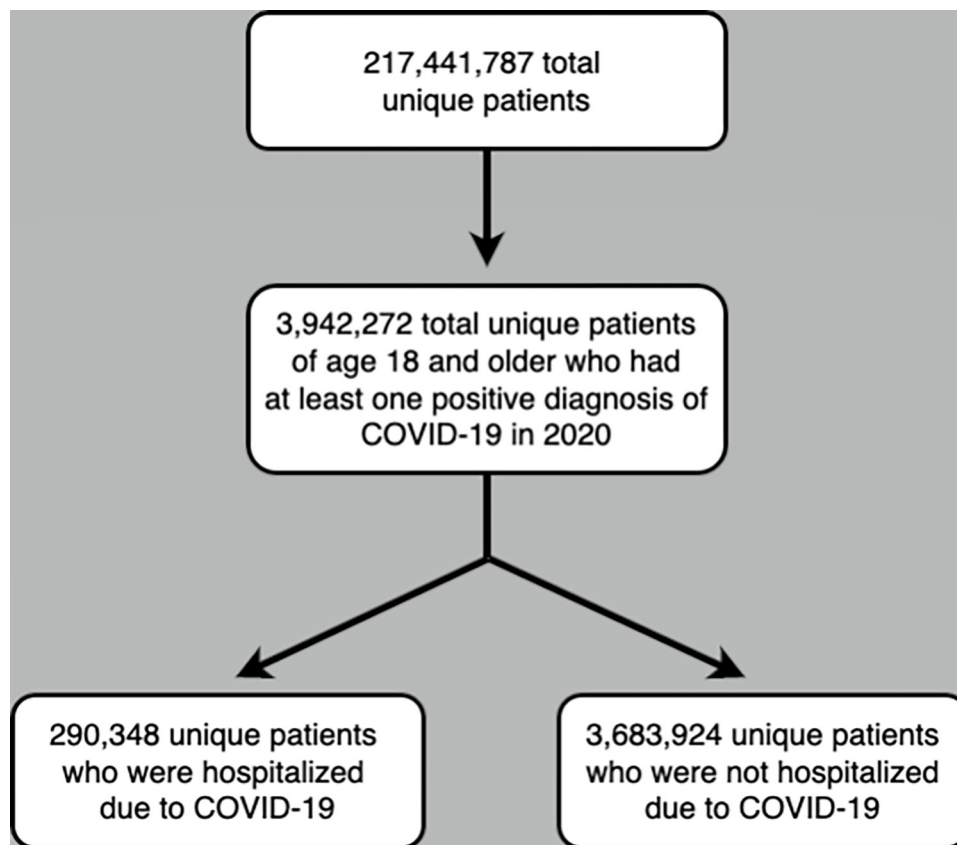 217,441,787 total
unique patients
3,942,272 total unique patients
of age 18 and older who had
at least one positive diagnosis of
COVID-19 in 2020
290,348 unique patients
who were hospitalized
due to COVID-19
3,683,924 unique patients
who were not hospitalized
due to COVID-19